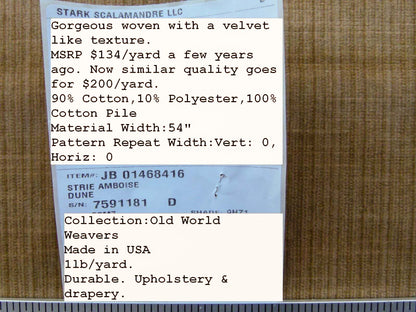 STARK SCALAMANDRE LLC
Gorgeous woven with a velvet
like texture.
MSRP $134/yard a few years
ago. Now similar quality goes
for $200/yard.
90% Cotton,10% Polyester,100%
Cotton Pile
Material Width:54"
Pattern Repeat Width:Vert: 0,
Horiz: 0
ITEM#: JB 01468416
STRIE AMBOISE
DUNE
S/N: 7591181 D
Collection:Old World
Weavers
Made in USA
1lb/yard.
Durable. Upholstery &
drapery.